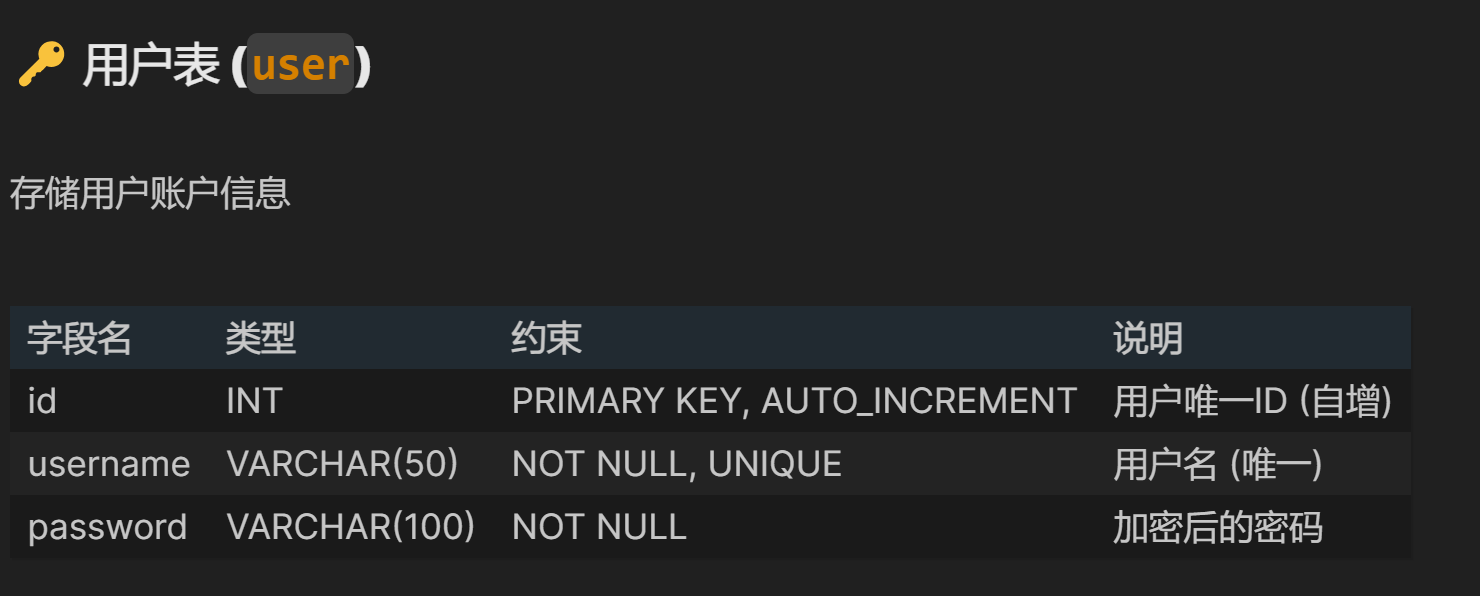 🔑 用户表 (user)
存储用户账户信息
字段名 类型 约束 说明
id INT PRIMARY KEY, AUTO_INCREMENT 用户唯一ID (自增)
username VARCHAR(50) NOT NULL, UNIQUE 用户名 (唯一)
password VARCHAR(100) NOT NULL 加密后的密码